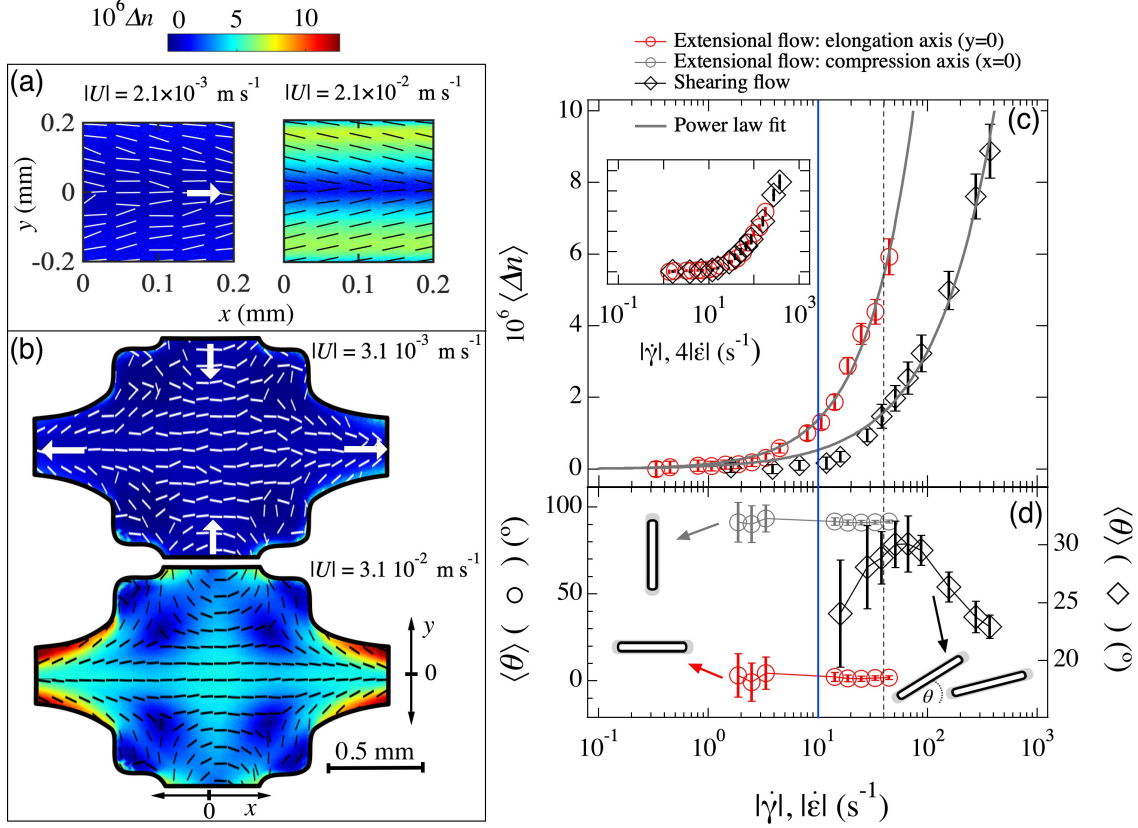 10⁶Δn 0 5 10
(a)
|U| = 2.1×10⁻³ m s⁻¹ |U| = 2.1×10⁻² m s⁻¹
0.2
0
-0.2
y (mm)
0 0.1 0.2 0 0.1 0.2
x (mm)
(b)
|U| = 3.1 10⁻³ m s⁻¹
|U| = 3.1 10⁻² m s⁻¹
y
0
0.5 mm
0 x
Extensional flow: elongation axis (y=0)
Extensional flow: compression axis (x=0)
Shearing flow
(c)
Power law fit
10
8
6
4
2
0
10⁶ ⟨Δn⟩
10⁻¹ 10¹ 10³
|γ̇|, 4|ε̇| (s⁻¹)
(d)
100
50
0
⟨θ⟩ ( ○ ) (º)
θ
30
25
20
⟨θ⟩ ( ◇ ) (º)
10⁻¹ 10⁰ 10¹ 10² 10³
|γ̇|, |ε̇| (s⁻¹)